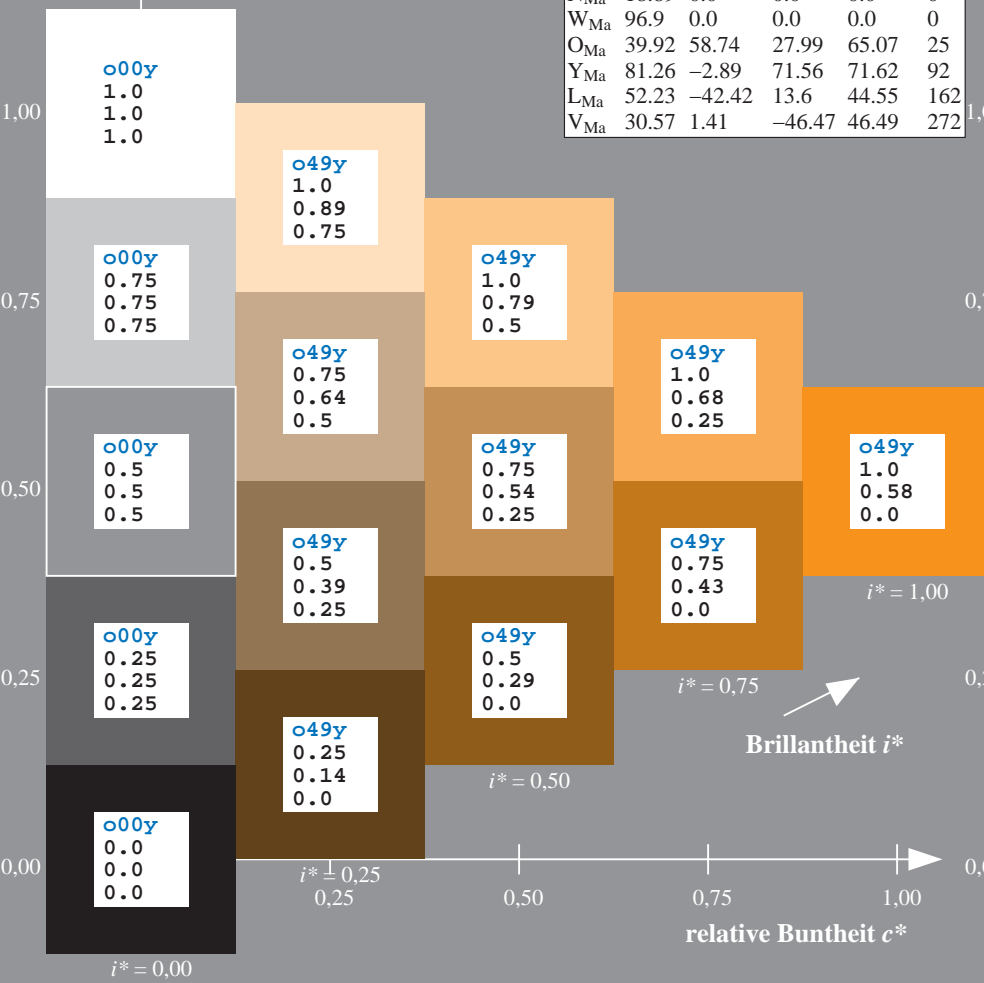 W_Ma 96.9 0.0 0.0 0.0 0
O_Ma 39.92 58.74 27.99 65.07 25
Y_Ma 81.26 –2.89 71.56 71.62 92
L_Ma 52.23 –42.42 13.6 44.55 162
V_Ma 30.57 1.41 –46.47 46.49 272
1,00
0,75
0,50
0,25
0,00
o00y
1.0
1.0
1.0
o00y
0.75
0.75
0.75
o00y
0.5
0.5
0.5
o00y
0.25
0.25
0.25
o00y
0.0
0.0
0.0
i* = 0,00
o49y
1.0
0.89
0.75
o49y
0.75
0.64
0.5
o49y
0.5
0.39
0.25
o49y
0.25
0.14
0.0
i* = 0,25
o49y
1.0
0.79
0.5
o49y
0.75
0.54
0.25
o49y
0.5
0.29
0.0
i* = 0,50
o49y
1.0
0.68
0.25
o49y
0.75
0.43
0.0
i* = 0,75
o49y
1.0
0.58
0.0
i* = 1,00
Brillantheit i*
0,25 0,50 0,75 1,00
relative Buntheit c*